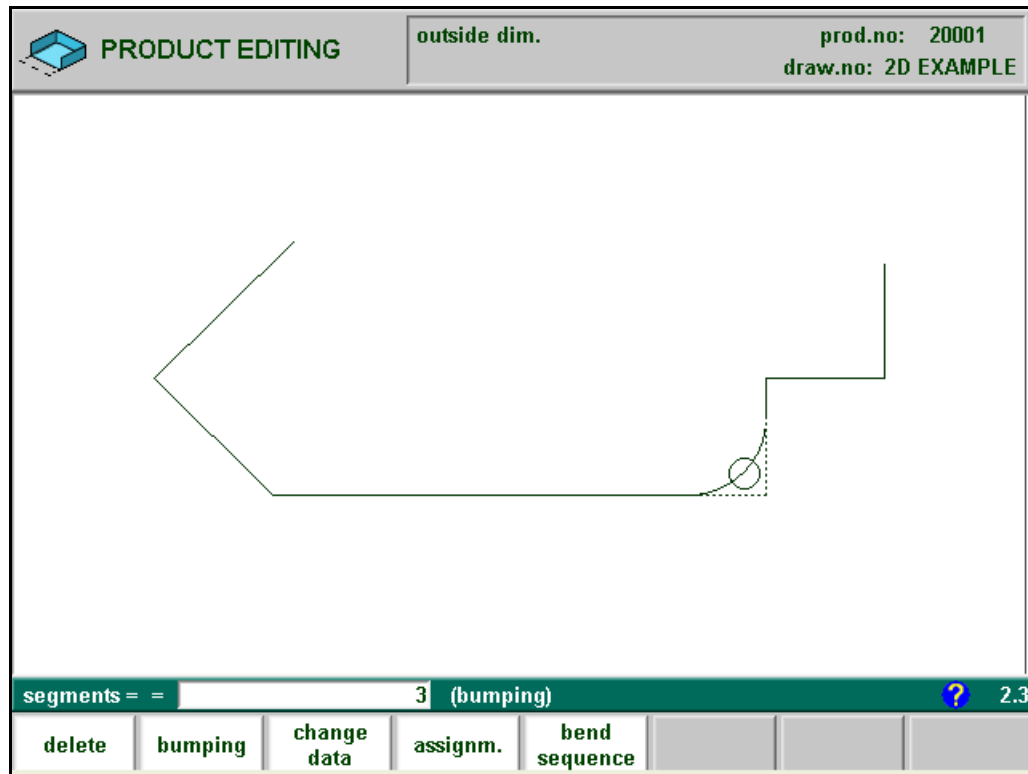 PRODUCT EDITING
outside dim.
prod.no: 20001
draw.no: 2D EXAMPLE
segments = = 3 (bumping) ? 2.3
delete
bumping
change
data
assignm.
bend
sequence